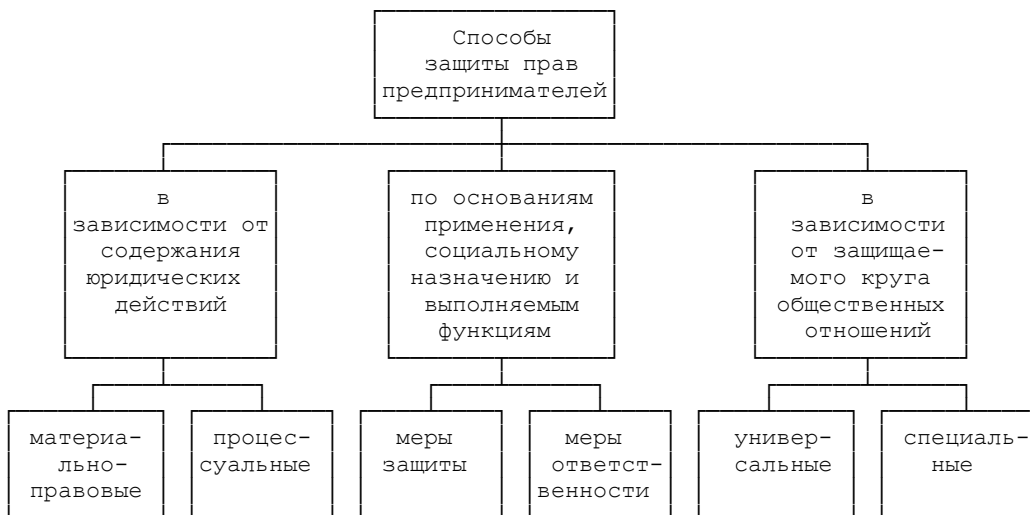 Способы
защиты прав
предпринимателей
в
зависимости от
содержания
юридических
действий
по основаниям
применения,
социальному
назначению и
выполняемым
функциям
в
зависимости
от защищае-
мого круга
общественных
отношений
материа-
льно-
правовые
процес-
суальные
меры
защиты
меры
ответст-
венности
универ-
сальные
специаль-
ные